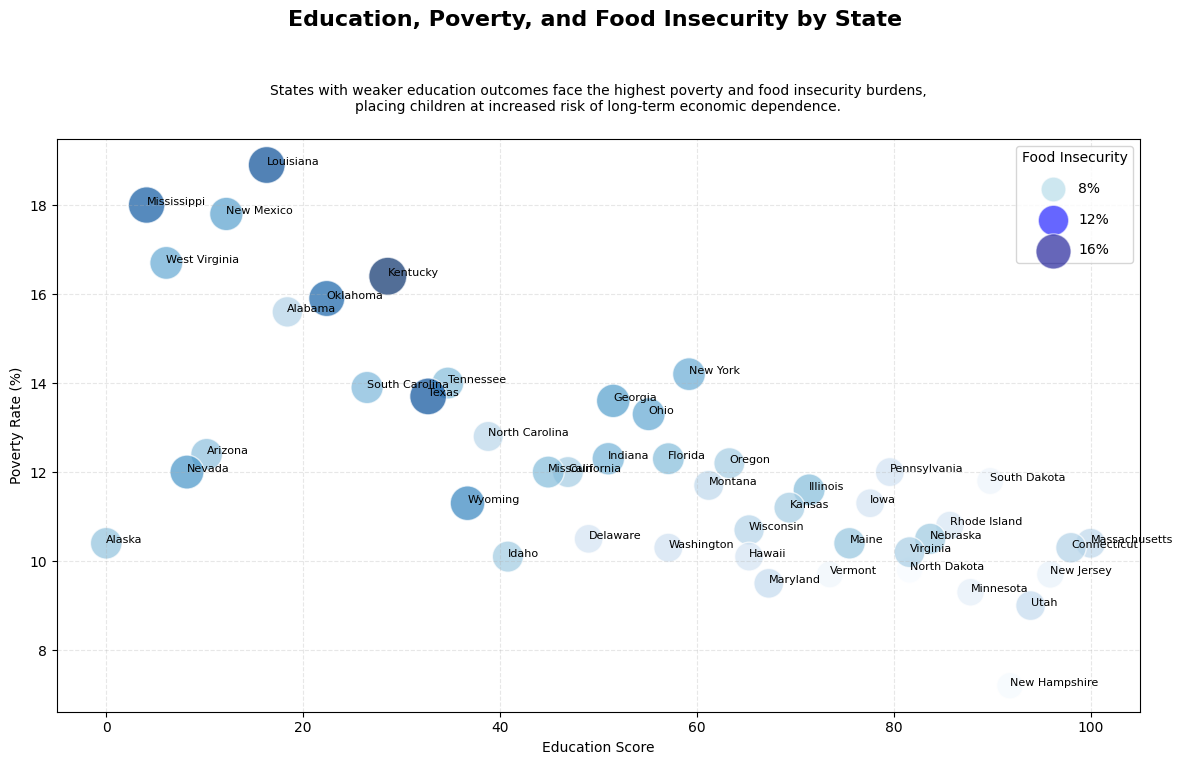 Education, Poverty, and Food Insecurity by State
States with weaker education outcomes face the highest poverty and food insecurity burdens,
placing children at increased risk of long-term economic dependence.
Food Insecurity
8%
12%
16%
Poverty Rate (%)
18
16
14
12
10
8
Louisiana
Mississippi
New Mexico
West Virginia
Kentucky
Oklahoma
Alabama
South Carolina
Tennessee
Texas
New York
Georgia
Ohio
North Carolina
Arizona
Nevada
Missouri
California
Indiana
Florida
Oregon
Pennsylvania
South Dakota
Montana
Illinois
Iowa
Wyoming
Kansas
Rhode Island
Wisconsin
Delaware
Nebraska
Alaska
Idaho
Washington
Hawaii
Maine
Virginia
Massachusetts
Connecticut
Maryland
Vermont
North Dakota
New Jersey
Minnesota
Utah
New Hampshire
0
20
40
60
80
100
Education Score